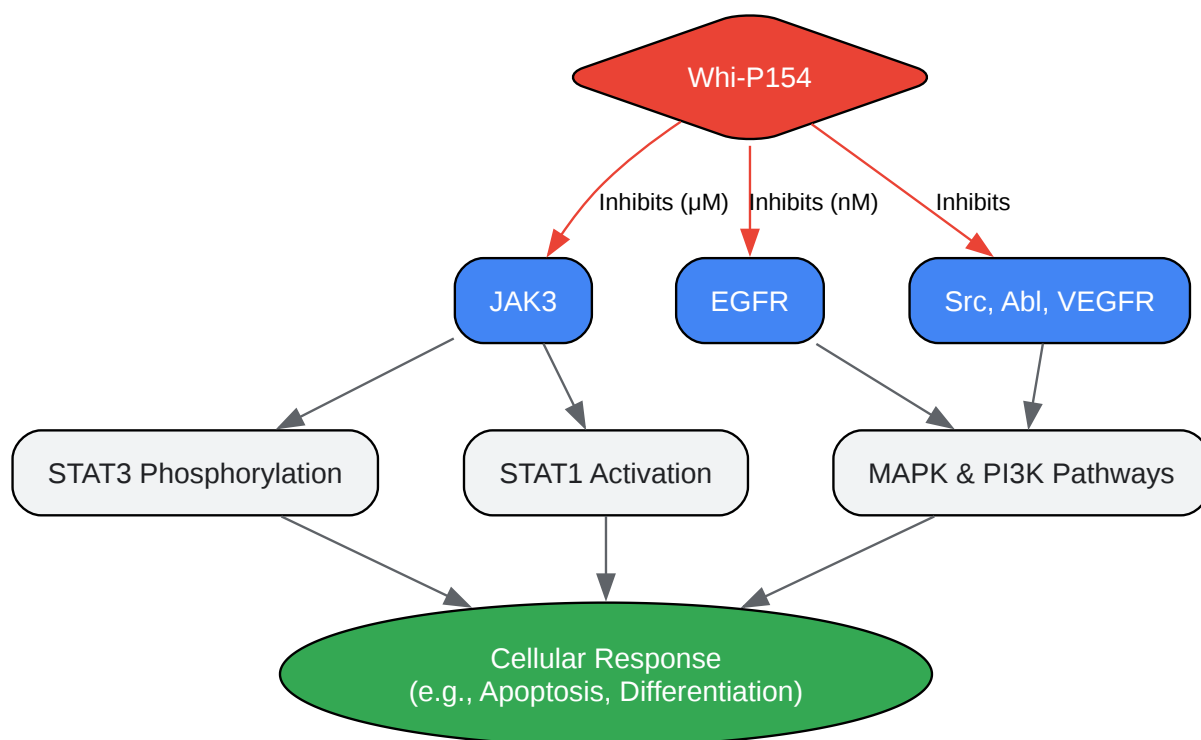 Whi-P154
Inhibits (μM)
Inhibits (nM)
Inhibits
JAK3
EGFR
Src, Abl, VEGFR
STAT3 Phosphorylation
STAT1 Activation
MAPK & PI3K Pathways
Cellular Response
(e.g., Apoptosis, Differentiation)